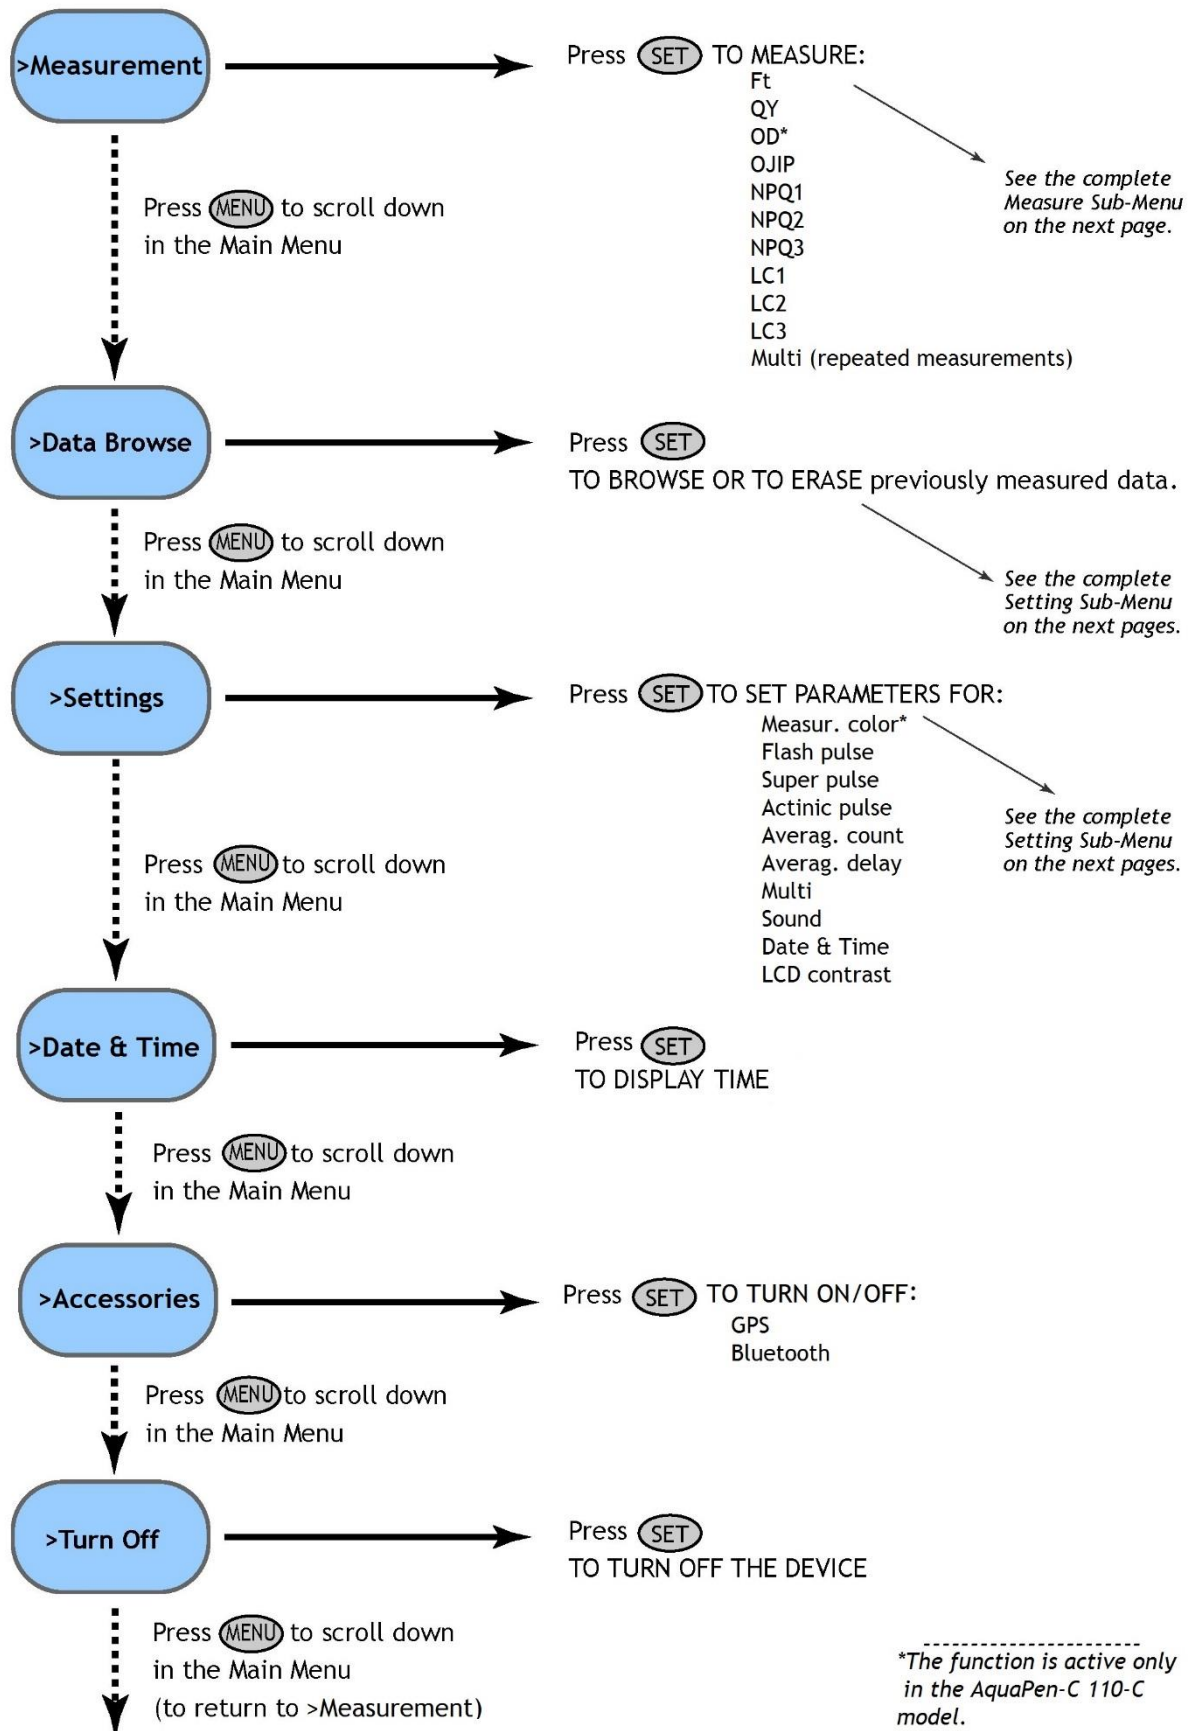 >Measurement
Press SET TO MEASURE:
Ft
QY
OD*
OJIP
NPQ1
NPQ2
NPQ3
LC1
LC2
LC3
Multi (repeated measurements)
See the complete
Measure Sub-Menu
on the next page.
Press MENU to scroll down
in the Main Menu
>Data Browse
Press SET
TO BROWSE OR TO ERASE previously measured data.
See the complete
Setting Sub-Menu
on the next pages.
Press MENU to scroll down
in the Main Menu
>Settings
Press SET TO SET PARAMETERS FOR:
Measur. color*
Flash pulse
Super pulse
Actinic pulse
Averag. count
Averag. delay
Multi
Sound
Date & Time
LCD contrast
See the complete
Setting Sub-Menu
on the next pages.
Press MENU to scroll down
in the Main Menu
>Date & Time
Press SET
TO DISPLAY TIME
Press MENU to scroll down
in the Main Menu
>Accessories
Press SET TO TURN ON/OFF:
GPS
Bluetooth
Press MENU to scroll down
in the Main Menu
>Turn Off
Press SET
TO TURN OFF THE DEVICE
Press MENU to scroll down
in the Main Menu
(to return to >Measurement)
*The function is active only
in the AquaPen-C 110-C
model.